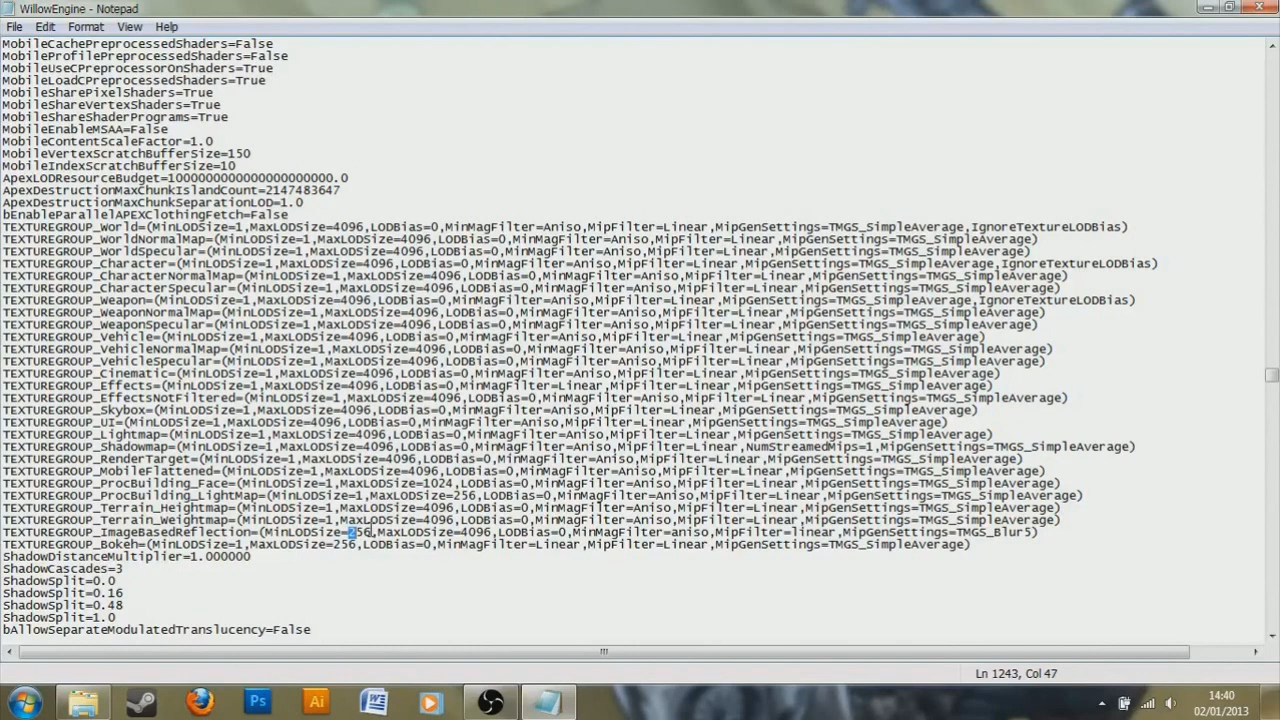 WillowEngine - Notepad
File Edit Format View Help
MobileCachePreprocessedShaders=False
MobileProfilePreprocessedShaders=False
MobileUseCPreprocessorOnShaders=True
MobileLoadCPreprocessedShaders=True
MobileSharePixelShaders=True
MobileShareVertexShaders=True
MobileShareShaderPrograms=True
MobileEnableMSAA=False
MobileContentScaleFactor=1.0
MobileVertexScratchBufferSize=150
MobileIndexScratchBufferSize=10
ApexDestructionMaxChunkIslandCount=2147483647
ApexDestructionMaxChunkSeparationLOD=1.0
bEnableParallelAPEXClothingFetch=False
TEXTUREGROUP_World=(MinLODSize=1,MaxLODSize=4096,LODBias=0,MinMagFilter=Aniso,MipFilter=Linear,MipGenSettings=TMGS_SimpleAverage,IgnoreTextureLODBias)
TEXTUREGROUP_WorldNormalMap=(MinLODSize=1,MaxLODSize=4096,LODBias=0,MinMagFilter=Aniso,MipFilter=Linear,MipGenSettings=TMGS_SimpleAverage)
TEXTUREGROUP_WorldSpecular=(MinLODSize=1,MaxLODSize=4096,LODBias=0,MinMagFilter=Aniso,MipFilter=Linear,MipGenSettings=TMGS_SimpleAverage)
TEXTUREGROUP_Character=(MinLODSize=1,MaxLODSize=4096,LODBias=0,MinMagFilter=Aniso,MipFilter=Linear,MipGenSettings=TMGS_SimpleAverage,IgnoreTextureLODBias)
TEXTUREGROUP_CharacterNormalMap=(MinLODSize=1,MaxLODSize=4096,LODBias=0,MinMagFilter=Aniso,MipFilter=Linear,MipGenSettings=TMGS_SimpleAverage)
TEXTUREGROUP_CharacterSpecular=(MinLODSize=1,MaxLODSize=4096,LODBias=0,MinMagFilter=Aniso,MipFilter=Linear,MipGenSettings=TMGS_SimpleAverage)
TEXTUREGROUP_Weapon=(MinLODSize=1,MaxLODSize=4096,LODBias=0,MinMagFilter=Aniso,MipFilter=Linear,MipGenSettings=TMGS_SimpleAverage,IgnoreTextureLODBias)
TEXTUREGROUP_WeaponNormalMap=(MinLODSize=1,MaxLODSize=4096,LODBias=0,MinMagFilter=Aniso,MipFilter=Linear,MipGenSettings=TMGS_SimpleAverage)
TEXTUREGROUP_WeaponSpecular=(MinLODSize=1,MaxLODSize=4096,LODBias=0,MinMagFilter=Aniso,MipFilter=Linear,MipGenSettings=TMGS_SimpleAverage)
TEXTUREGROUP_Vehicle=(MinLODSize=1,MaxLODSize=4096,LODBias=0,MinMagFilter=Aniso,MipFilter=Linear,MipGenSettings=TMGS_SimpleAverage)
TEXTUREGROUP_VehicleNormalMap=(MinLODSize=1,MaxLODSize=4096,LODBias=0,MinMagFilter=Aniso,MipFilter=Linear,MipGenSettings=TMGS_SimpleAverage)
TEXTUREGROUP_VehicleSpecular=(MinLODSize=1,MaxLODSize=4096,LODBias=0,MinMagFilter=Aniso,MipFilter=Linear,MipGenSettings=TMGS_SimpleAverage)
TEXTUREGROUP_Cinematic=(MinLODSize=1,MaxLODSize=4096,LODBias=0,MinMagFilter=Aniso,MipFilter=Linear,MipGenSettings=TMGS_SimpleAverage)
TEXTUREGROUP_Effects=(MinLODSize=1,MaxLODSize=4096,LODBias=0,MinMagFilter=Linear,MipFilter=Linear,MipGenSettings=TMGS_SimpleAverage)
TEXTUREGROUP_EffectsNotFiltered=(MinLODSize=1,MaxLODSize=4096,LODBias=0,MinMagFilter=Aniso,MipFilter=Linear,MipGenSettings=TMGS_SimpleAverage)
TEXTUREGROUP_Skybox=(MinLODSize=1,MaxLODSize=4096,LODBias=0,MinMagFilter=Aniso,MipFilter=Linear,MipGenSettings=TMGS_SimpleAverage)
TEXTUREGROUP_UI=(MinLODSize=1,MaxLODSize=4096,LODBias=0,MinMagFilter=Aniso,MipFilter=Linear,MipGenSettings=TMGS_SimpleAverage)
TEXTUREGROUP_Lightmap=(MinLODSize=1,MaxLODSize=4096,LODBias=0,MinMagFilter=Aniso,MipFilter=Linear,MipGenSettings=TMGS_SimpleAverage)
TEXTUREGROUP_Shadowmap=(MinLODSize=1,MaxLODSize=4096,LODBias=0,MinMagFilter=Aniso,MipFilter=Linear,NumStreamedMips=1,MipGenSettings=TMGS_SimpleAverage)
TEXTUREGROUP_RenderTarget=(MinLODSize=1,MaxLODSize=4096,LODBias=0,MinMagFilter=Aniso,MipFilter=Linear,MipGenSettings=TMGS_SimpleAverage)
TEXTUREGROUP_MobileFlattened=(MinLODSize=1,MaxLODSize=4096,LODBias=0,MinMagFilter=Aniso,MipFilter=Linear,MipGenSettings=TMGS_SimpleAverage)
TEXTUREGROUP_ProcBuilding_Face=(MinLODSize=1,MaxLODSize=1024,LODBias=0,MinMagFilter=Aniso,MipFilter=Linear,MipGenSettings=TMGS_SimpleAverage)
TEXTUREGROUP_ProcBuilding_LightMap=(MinLODSize=1,MaxLODSize=256,LODBias=0,MinMagFilter=Aniso,MipFilter=Linear,MipGenSettings=TMGS_SimpleAverage)
TEXTUREGROUP_Terrain_Heightmap=(MinLODSize=1,MaxLODSize=4096,LODBias=0,MinMagFilter=Aniso,MipFilter=Linear,MipGenSettings=TMGS_SimpleAverage)
TEXTUREGROUP_Terrain_Weightmap=(MinLODSize=1,MaxLODSize=4096,LODBias=0,MinMagFilter=Aniso,MipFilter=Linear,MipGenSettings=TMGS_SimpleAverage)
TEXTUREGROUP_ImageBasedReflection=(MinLODSize=256,MaxLODSize=4096,LODBias=0,MinMagFilter=aniso,MipFilter=linear,MipGenSettings=TMGS_Blur5)
TEXTUREGROUP_Bokeh=(MinLODSize=1,MaxLODSize=256,LODBias=0,MinMagFilter=Linear,MipFilter=Linear,MipGenSettings=TMGS_SimpleAverage)
ShadowDistanceMultiplier=1.000000
ShadowCascades=3
ShadowSplit=0.0
ShadowSplit=0.16
ShadowSplit=0.48
ShadowSplit=1.0
bAllowSeparateModulatedTranslucency=False
Ln 1243, Col 47
Ps
Ai
W
14:40
02/01/2013